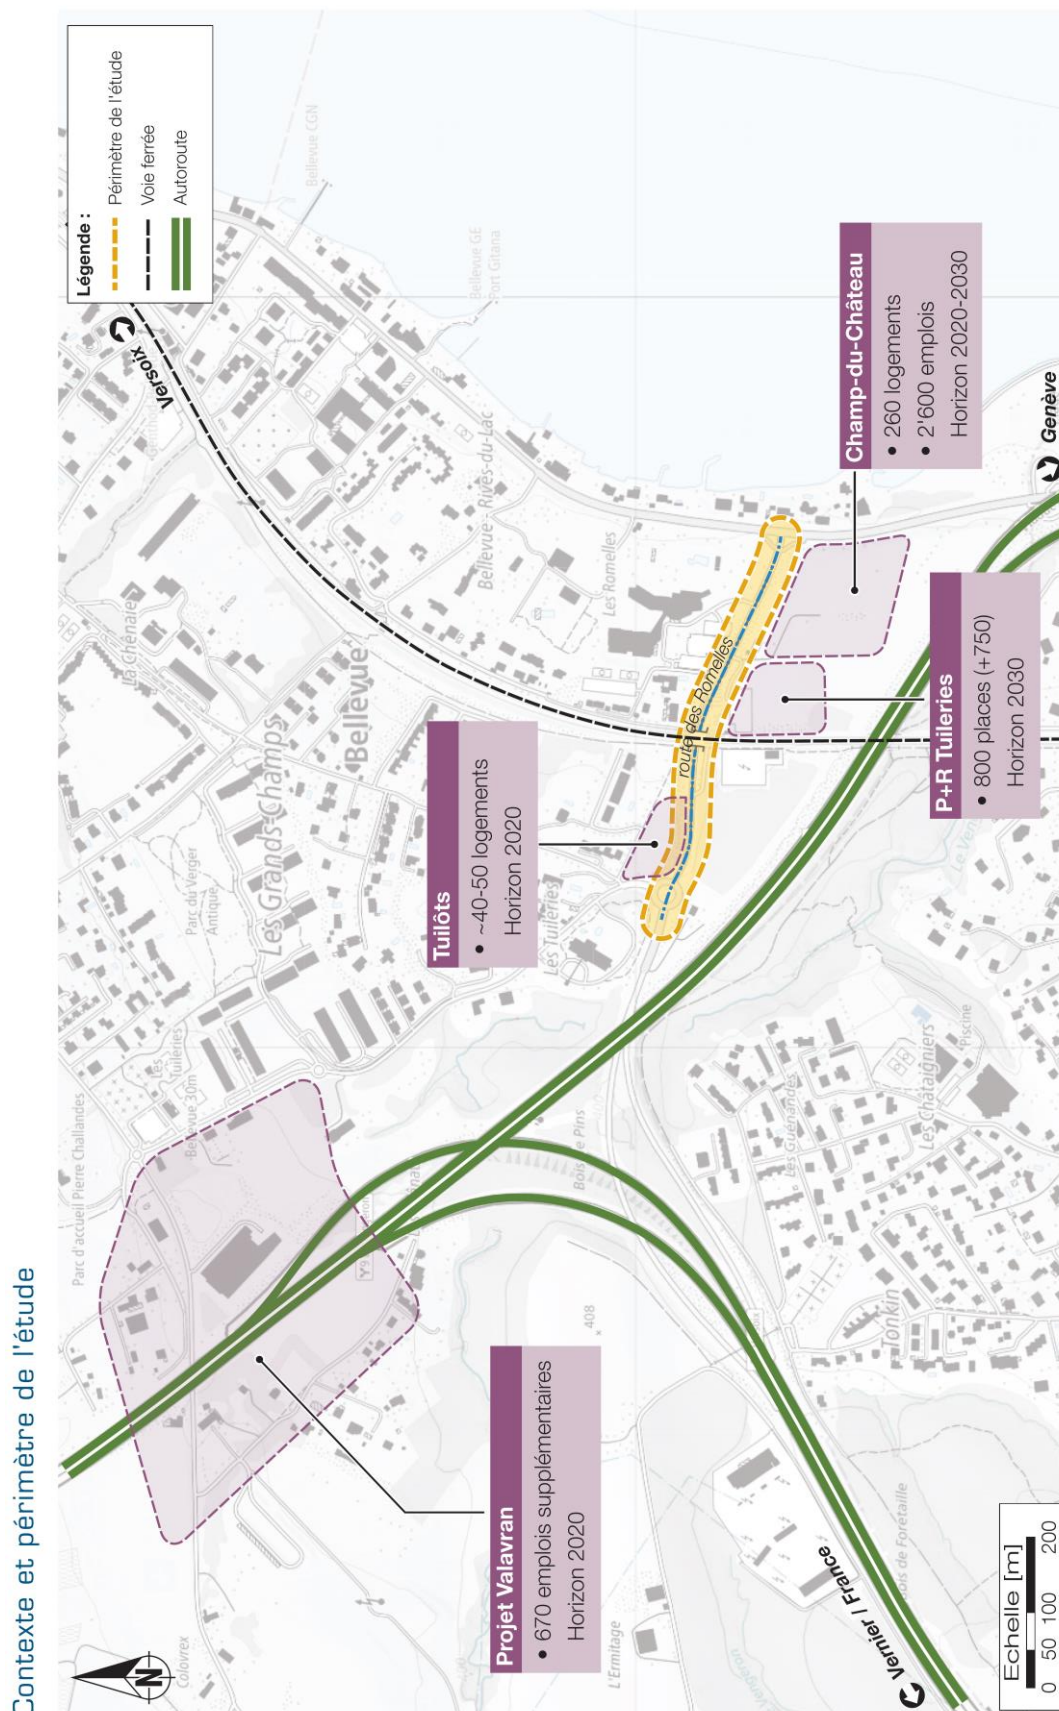 Contexte et périmètre de l'étude
Légende :
Périmètre de l'étude
Voie ferrée
Autoroute
N
Colovrex
Parc d'accueil Pierre Challandes
Bellevue 30m
Les
Tuileries
Parc du Verger
Antique
Les Grands-Champs
La Chênaie
Bellevue
Versoix
Bellevue CGN
Bellevue GE
Port Gitana
Bellevue - Rives-du-Lac
Les Romelles
Les Tuileries
route des Romelles
Projet Valavran
• 670 emplois supplémentaires
Horizon 2020
Tuilôts
• ~40-50 logements
Horizon 2020
Champ-du-Château
• 260 logements
• 2'600 emplois
Horizon 2020-2030
P+R Tuileries
• 800 places (+750)
Horizon 2030
Genève
408
L'Ermitage
Les Guénandes
Les Châtaigniers
Piscine
Tonkin
Bois de Foretaille
Vernier / France
Echelle [m]
0 50 100 200